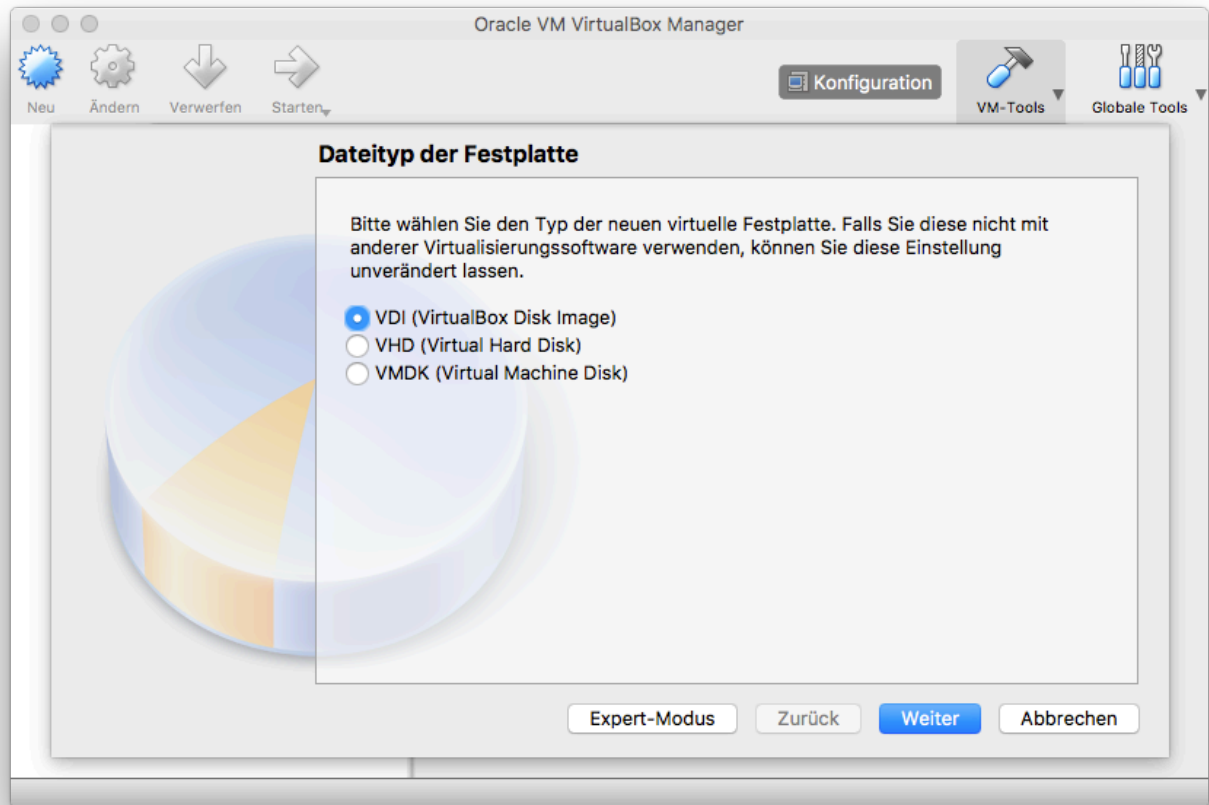 Oracle VM VirtualBox Manager
Neu
Ändern
Verwerfen
Starten
Konfiguration
VM-Tools
Globale Tools
Dateityp der Festplatte
Bitte wählen Sie den Typ der neuen virtuelle Festplatte. Falls Sie diese nicht mit
anderer Virtualisierungssoftware verwenden, können Sie diese Einstellung
unverändert lassen.
VDI (VirtualBox Disk Image)
VHD (Virtual Hard Disk)
VMDK (Virtual Machine Disk)
Expert-Modus
Zurück
Weiter
Abbrechen